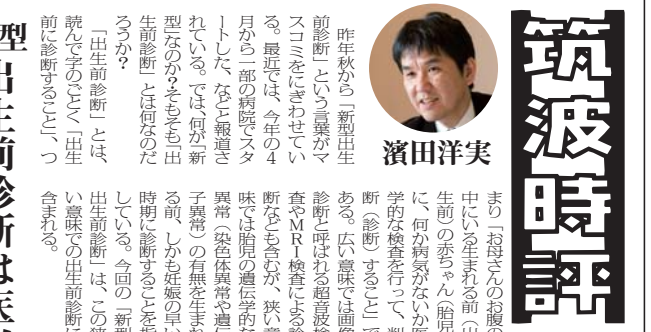 筑波時評
濱田洋実
昨年秋から「新型出生
前診断」という言葉がマ
スコミをにぎわせてい
る。最近では、今年の４
月から一部の病院でスタ
ートした、などと報道さ
れている。では、何が「新
型」なのか？そもそも「出
生前診断」とは何なのだ
ろうか？
「出生前診断」とは、
読んで字のごとく「出生
前に診断すること」、つ
まり「お母さんのお腹の
中にいる生まれる前（出
生前）の赤ちゃん（胎児
に、何か病気がないか医
学的な検査を行って、判
断（診断）すること」で
ある。広い意味では画像
診断と呼ばれる超音波検
査やＭＲＩ検査による診
断なども含むが、狭い意
味では胎児の遺伝学的な
異常（染色体異常や遺伝
子異常）の有無を生まれ
る前、しかも妊娠の早い
時期に診断することを指
している。今回の「新型
出生前診断」は、この狭
い意味での出生前診断に
含まれる。
型出生前診断は医